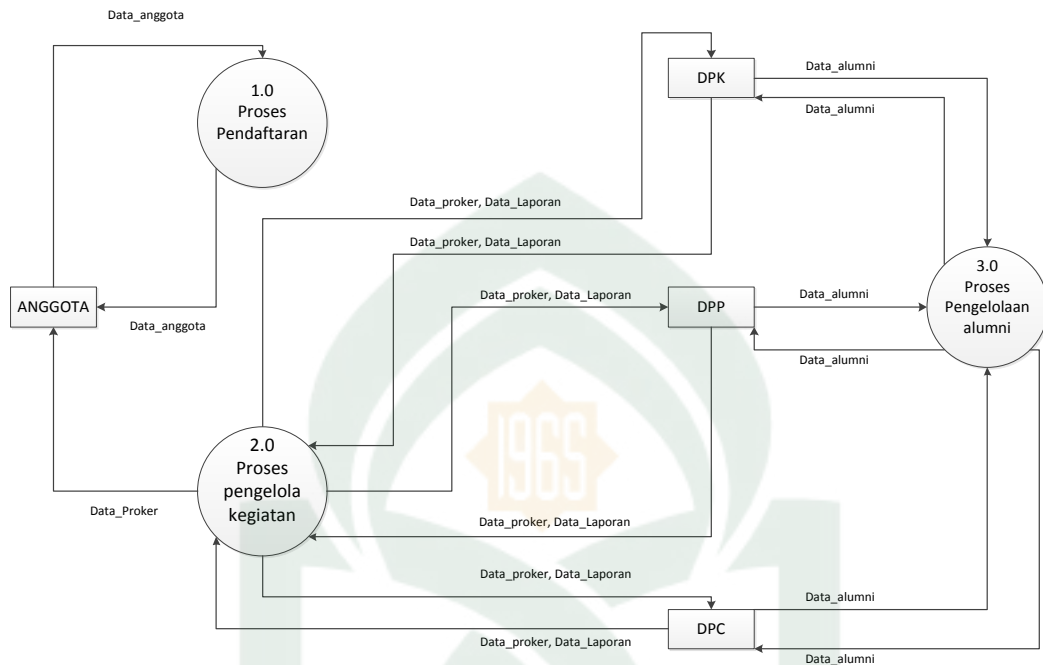 Data_anggota
1.0
Proses
Pendaftaran
DPK
Data_alumni
Data_alumni
Data_proker, Data_Laporan
Data_proker, Data_Laporan
ANGGOTA
Data_anggota
Data_proker, Data_Laporan
DPP
Data_alumni
Data_alumni
3.0
Proses
Pengelolaan
alumni
1965
2.0
Proses
pengelola
kegiatan
Data_Proker
Data_proker, Data_Laporan
Data_proker, Data_Laporan
DPC
Data_alumni
Data_proker, Data_Laporan
Data_alumni